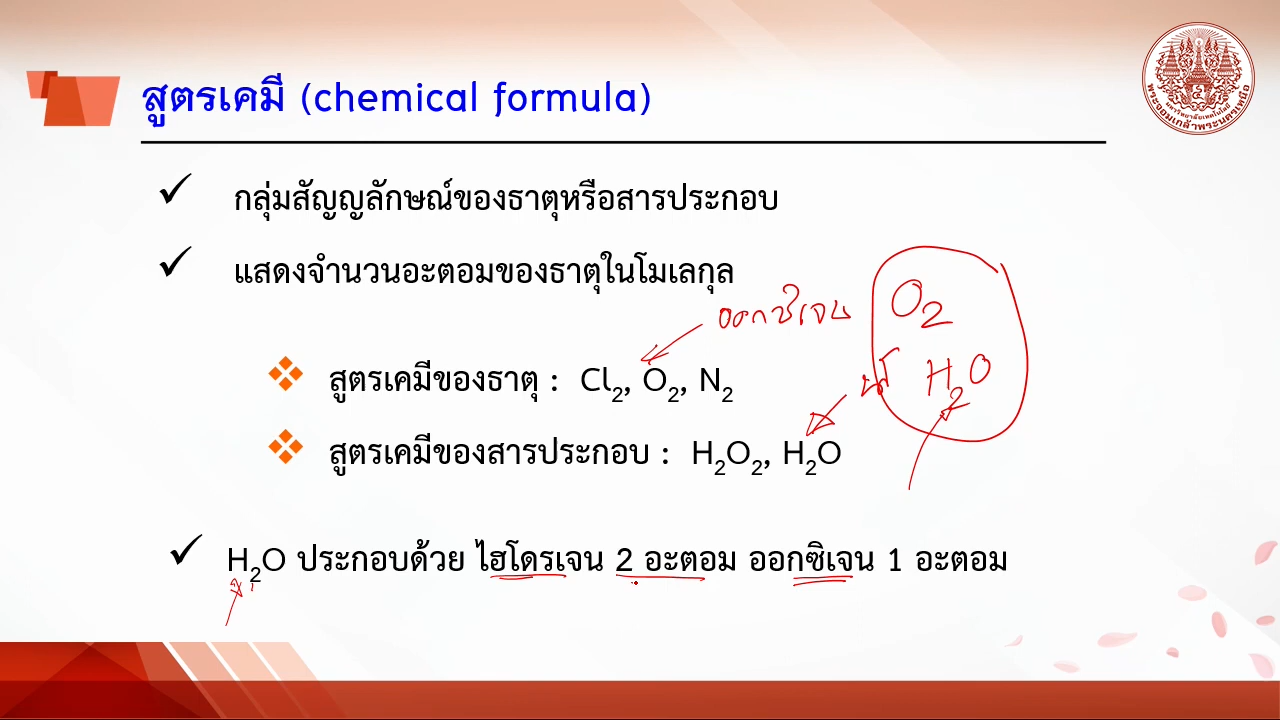 สูตรเคมี (chemical formula)
กลุ่มสัญญลักษณ์ของธาตุหรือสารประกอบ
แสดงจำนวนอะตอมของธาตุในโมเลกุล
O2
ออกซิเจน
สูตรเคมีของธาตุ : Cl2, O2, N2
น้ำ H2O
สูตรเคมีของสารประกอบ : H2O2, H2O
H2O ประกอบด้วย ไฮโดรเจน 2 อะตอม ออกซิเจน 1 อะตอม